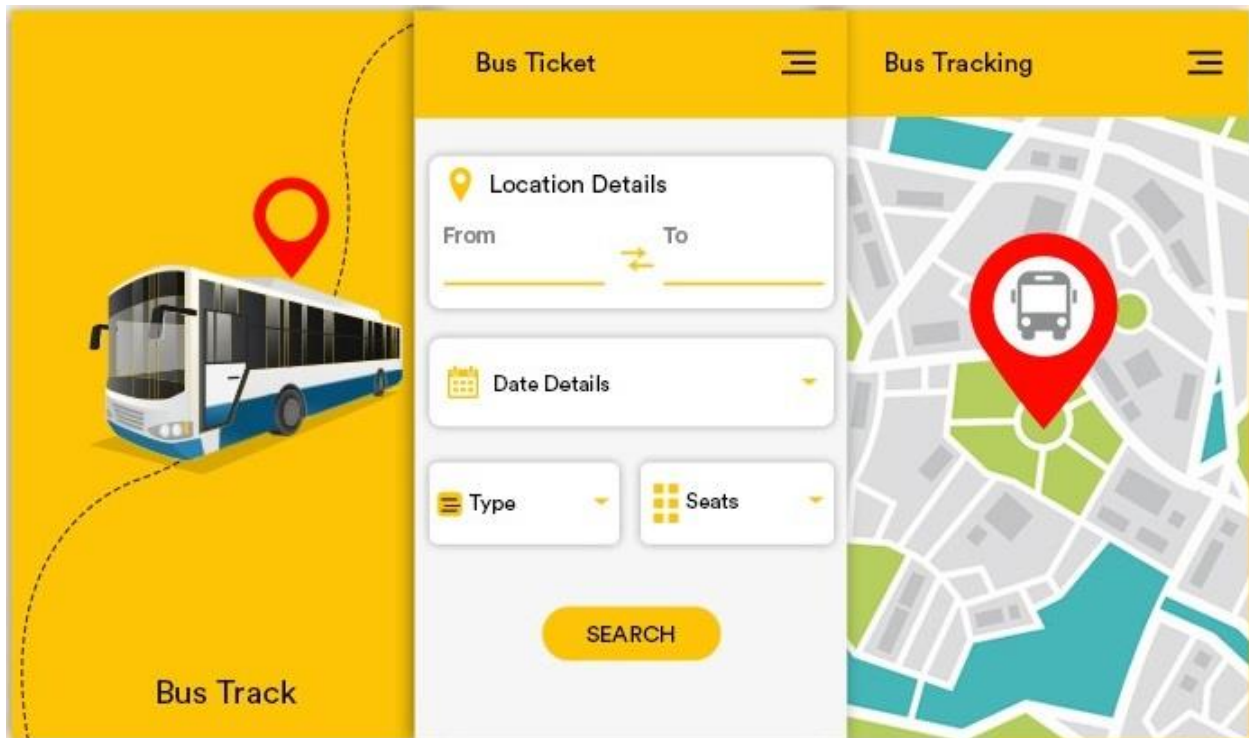 Bus Track
Bus Ticket
Location Details
From To
Date Details
Type Seats
SEARCH
Bus Tracking